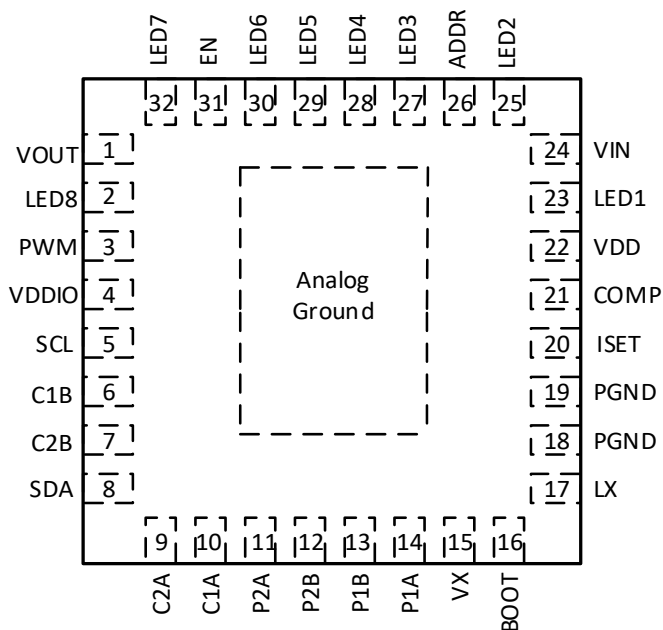 LED7
EN
LED6
LED5
LED4
LED3
ADDR
LED2
32
31
30
29
28
27
26
25
VOUT 1
LED8 2
PWM 3
VDDIO 4
SCL 5
C1B 6
C2B 7
SDA 8
Analog
Ground
24 VIN
23 LED1
22 VDD
21 COMP
20 ISET
19 PGND
18 PGND
17 LX
9
10
11
12
13
14
15
16
C2A
C1A
P2A
P2B
P1B
P1A
VX
BOOT